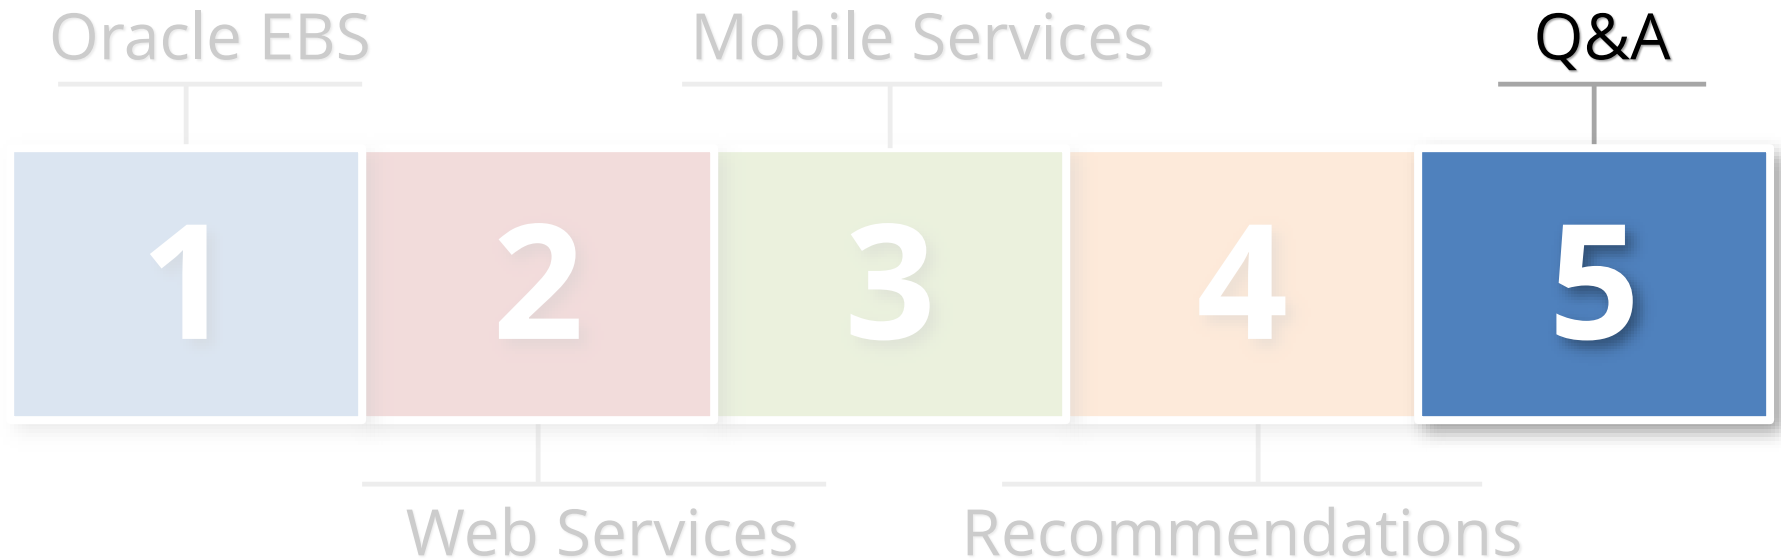 Oracle EBS
Mobile Services
Q&A
1
2
3
4
5
Web Services
Recommendations